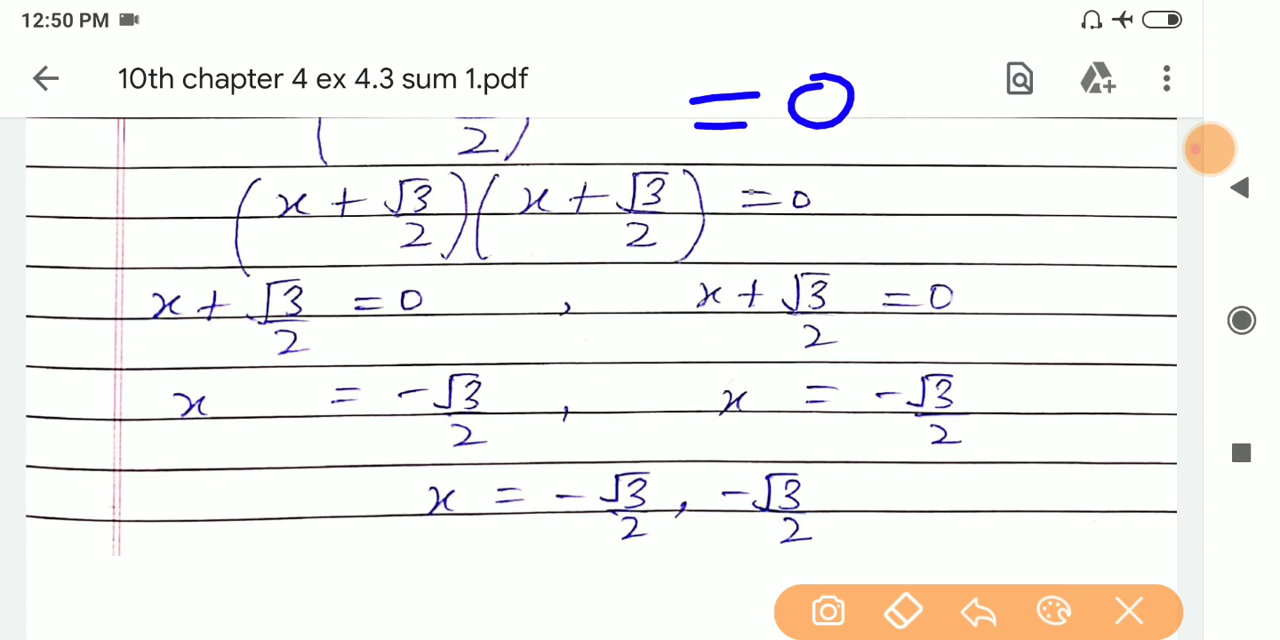 12:50 PM
10th chapter 4 ex 4.3 sum 1.pdf
= 0
( 2 )
(x + √3/2)(x + √3/2) = 0
x + √3/2 = 0 , x + √3/2 = 0
x = -√3/2 , x = -√3/2
x = -√3/2 , -√3/2